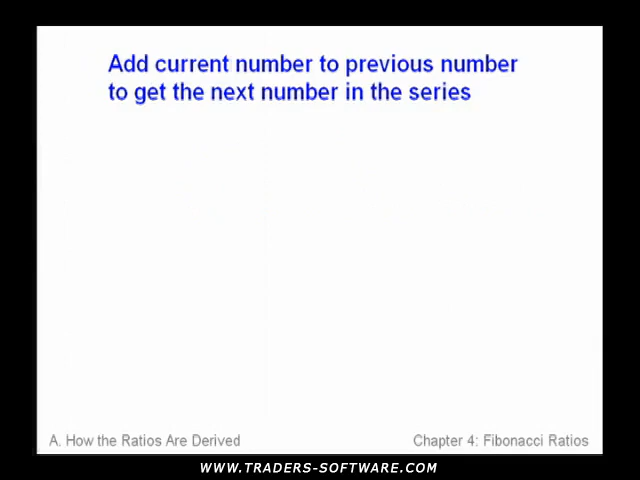 Add current number to previous number
to get the next number in the series
A. How the Ratios Are Derived
Chapter 4: Fibonacci Ratios
WWW.TRADERS-SOFTWARE.COM